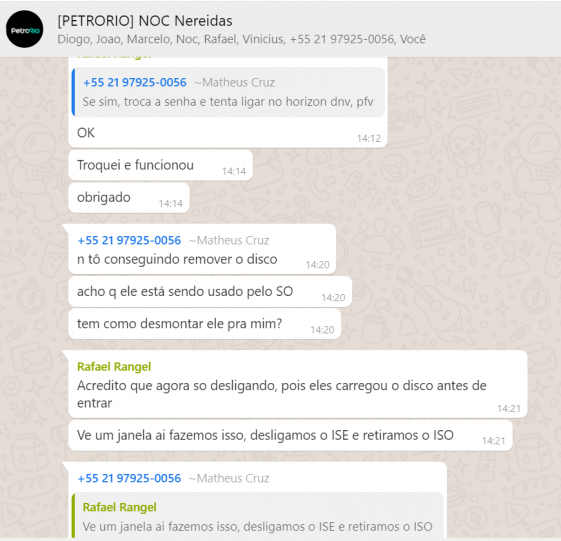 PetroRIO
[PETRORIO] NOC Nereidas
Diogo, Joao, Marcelo, Noc, Rafael, Vinicius, +55 21 97925-0056, Você
Rafael Rangel
+55 21 97925-0056 ~Matheus Cruz
Se sim, troca a senha e tenta ligar no horizon dnv, pfv
OK
14:12
Troquei e funcionou
14:14
obrigado
14:14
+55 21 97925-0056 ~Matheus Cruz
n tô conseguindo remover o disco
14:20
acho q ele está sendo usado pelo SO
14:20
tem como desmontar ele pra mim?
14:20
Rafael Rangel
Acredito que agora so desligando, pois eles carregou o disco antes de
entrar
14:21
Ve um janela ai fazemos isso, desligamos o ISE e retiramos o ISO
14:21
+55 21 97925-0056 ~Matheus Cruz
Rafael Rangel
Ve um janela ai fazemos isso, desligamos o ISE e retiramos o ISO